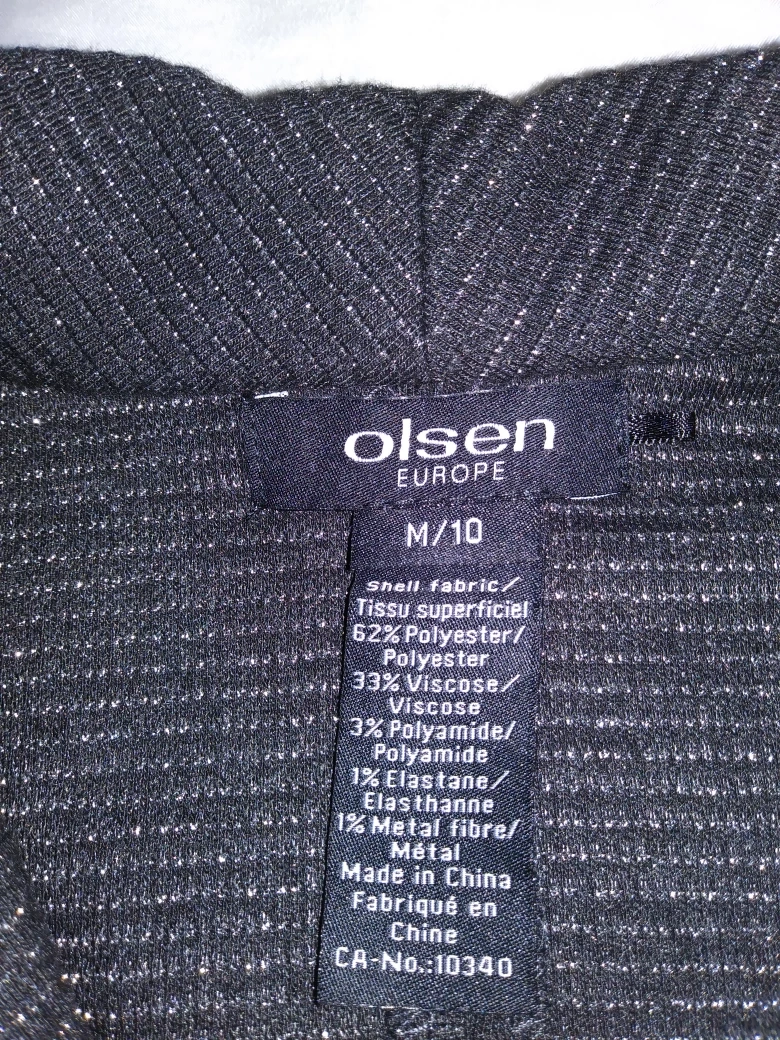 olsen
EUROPE
M/10
Shell fabric/
Tissu superficiel
62% Polyester/
Polyester
33% Viscose/
Viscose
3% Polyamide/
Polyamide
1% Elastane/
Elasthanne
1% Metal fibre/
Métal
Made in China
Fabriqué en
Chine
CA-No.:10340